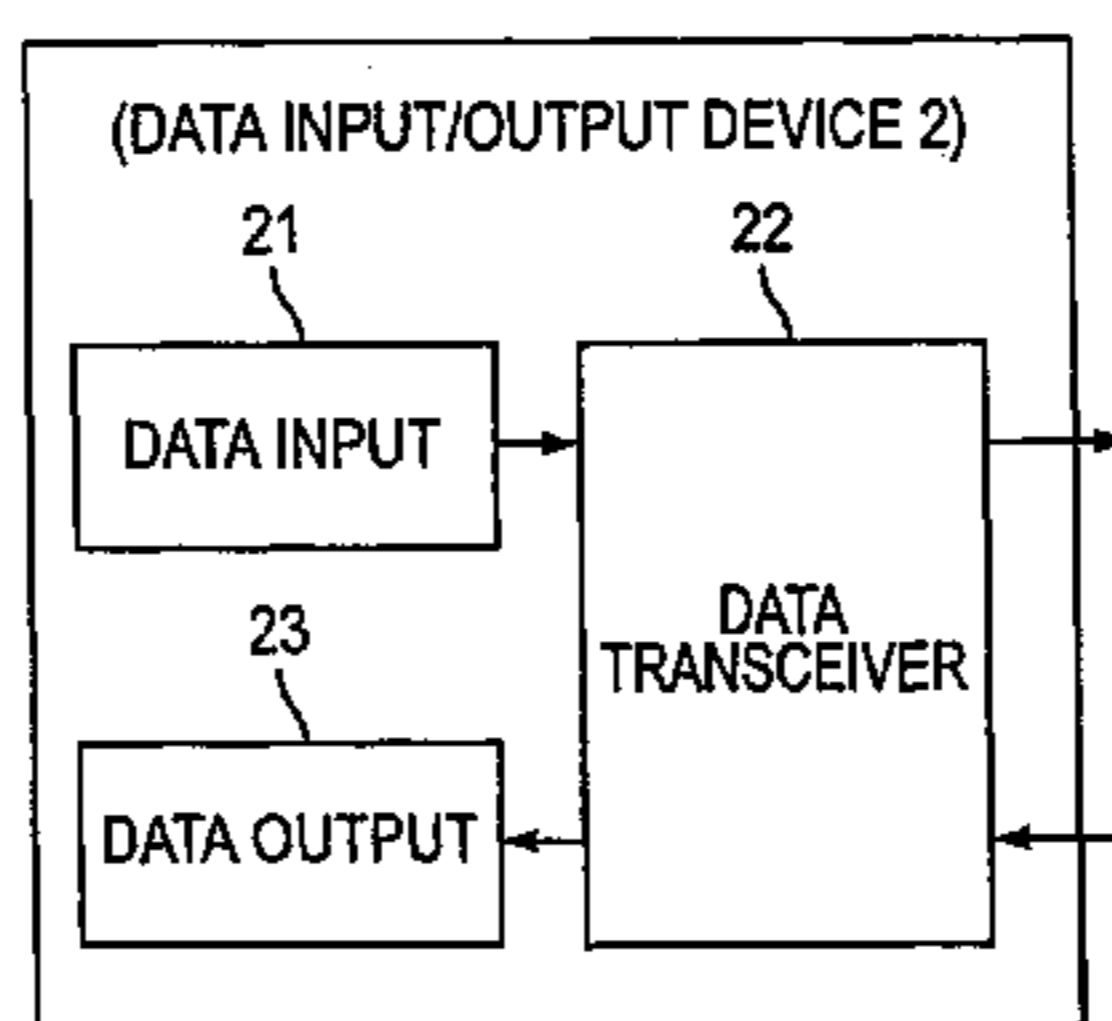 (DATA INPUT/OUTPUT DEVICE 2)
21
22
DATA INPUT
DATA
TRANSCEIVER
23
DATA OUTPUT